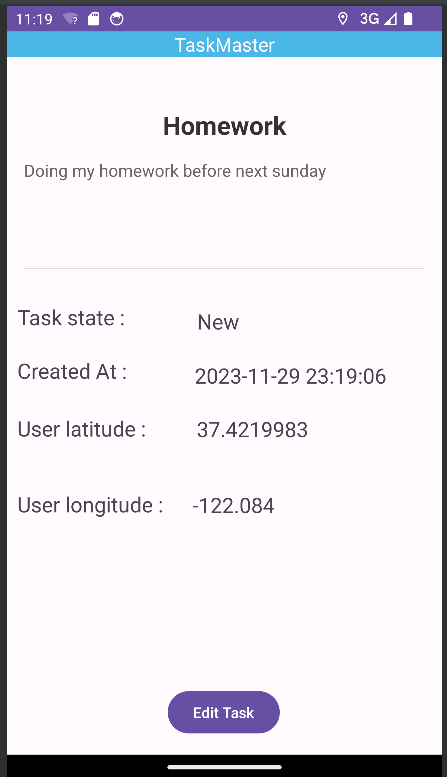 11:19 3G
TaskMaster
Homework
Doing my homework before next sunday
Task state : New
Created At : 2023-11-29 23:19:06
User latitude : 37.4219983
User longitude : -122.084
Edit Task